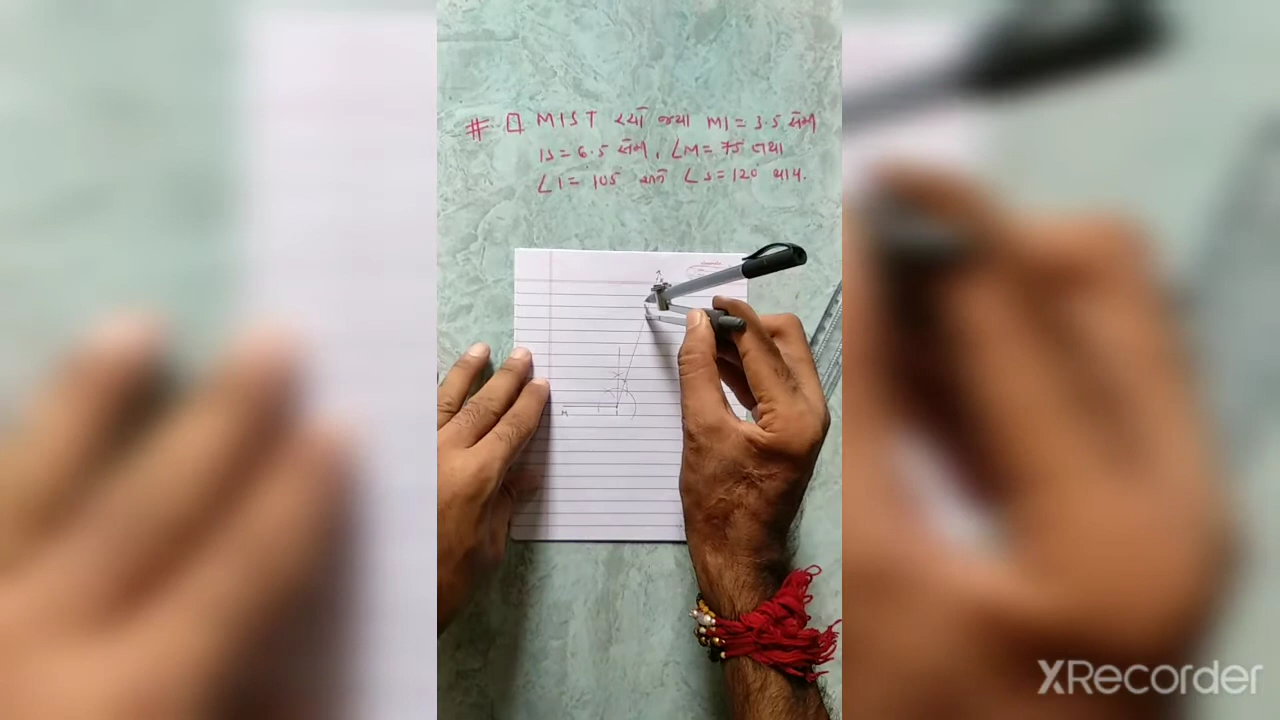 # □ MIST રચો જ્યાં MI = 3.5 સેમી
IS = 6.5 સેમી, ∠M = 75° તથા
∠I = 105° અને ∠S = 120° થાય.
M
XRecorder